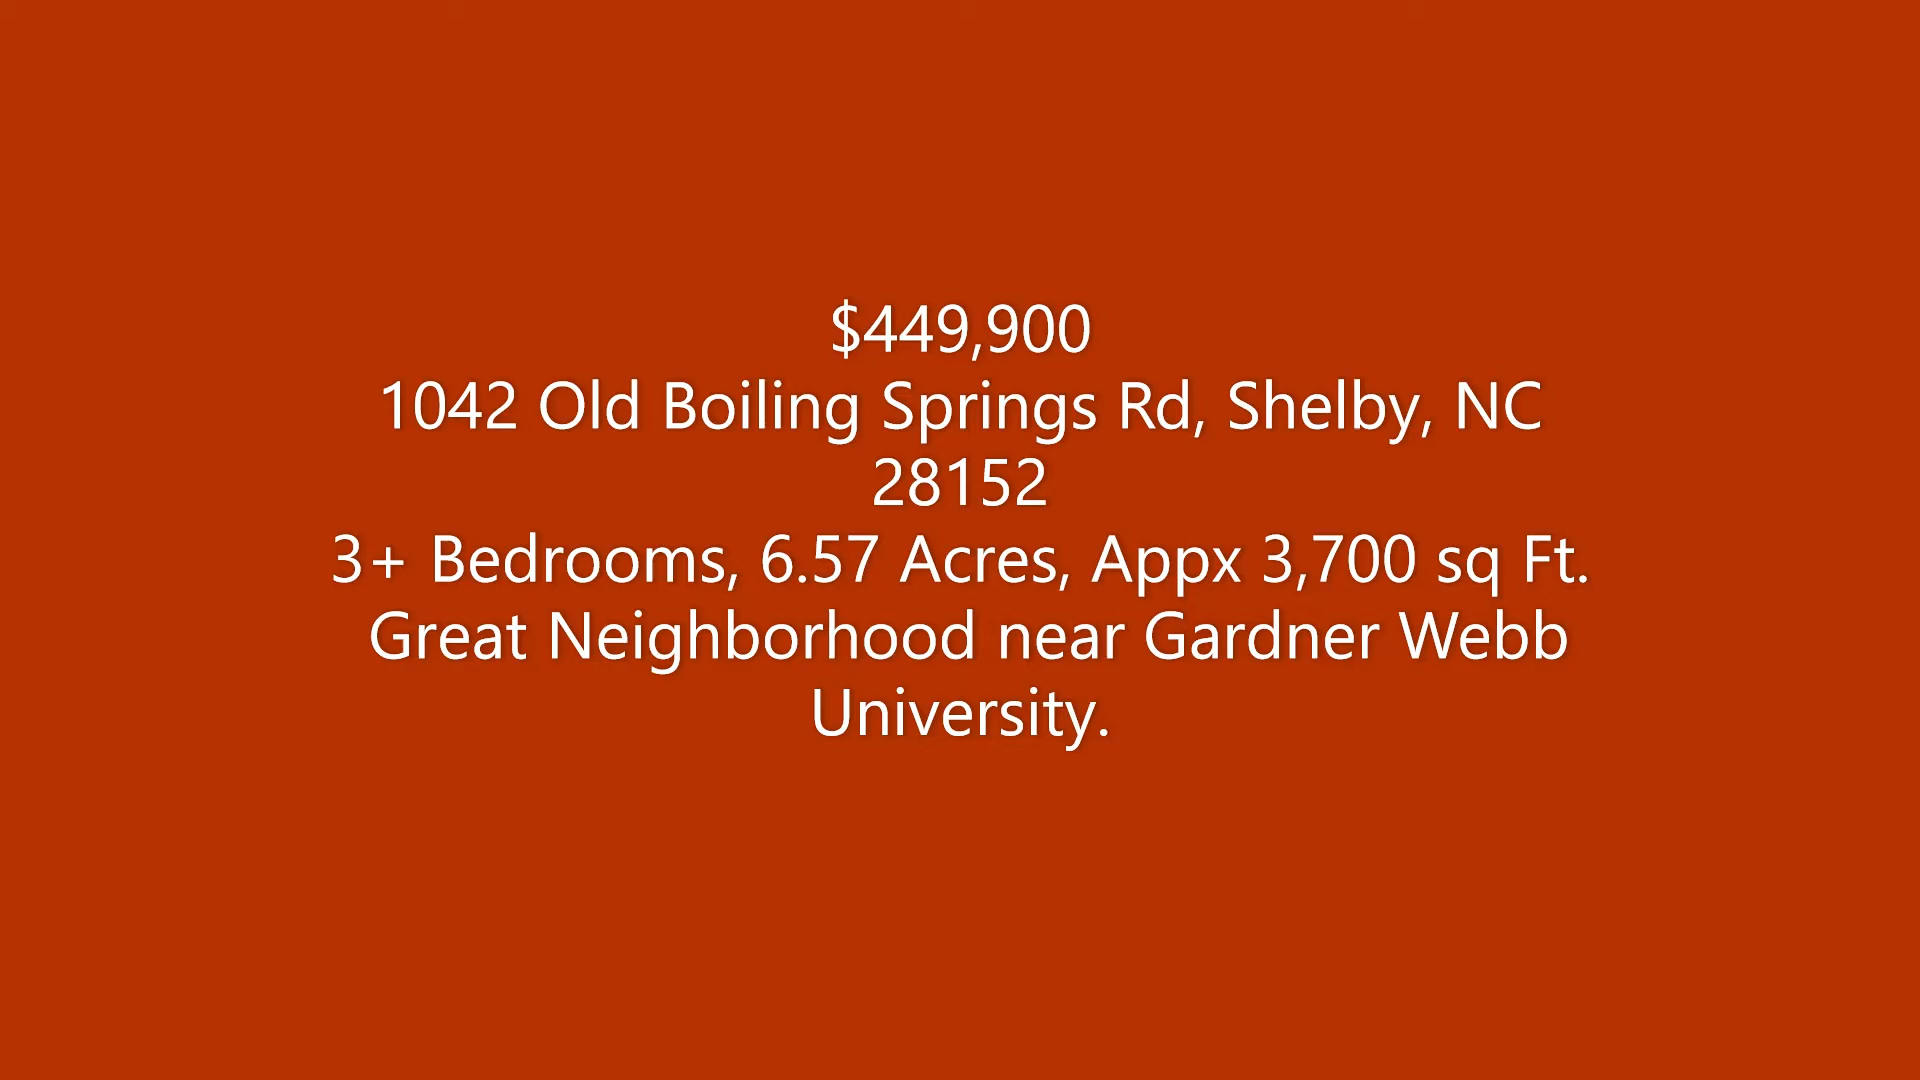 $449,900
1042 Old Boiling Springs Rd, Shelby, NC
28152
3+ Bedrooms, 6.57 Acres, Appx 3,700 sq Ft.
Great Neighborhood near Gardner Webb
University.